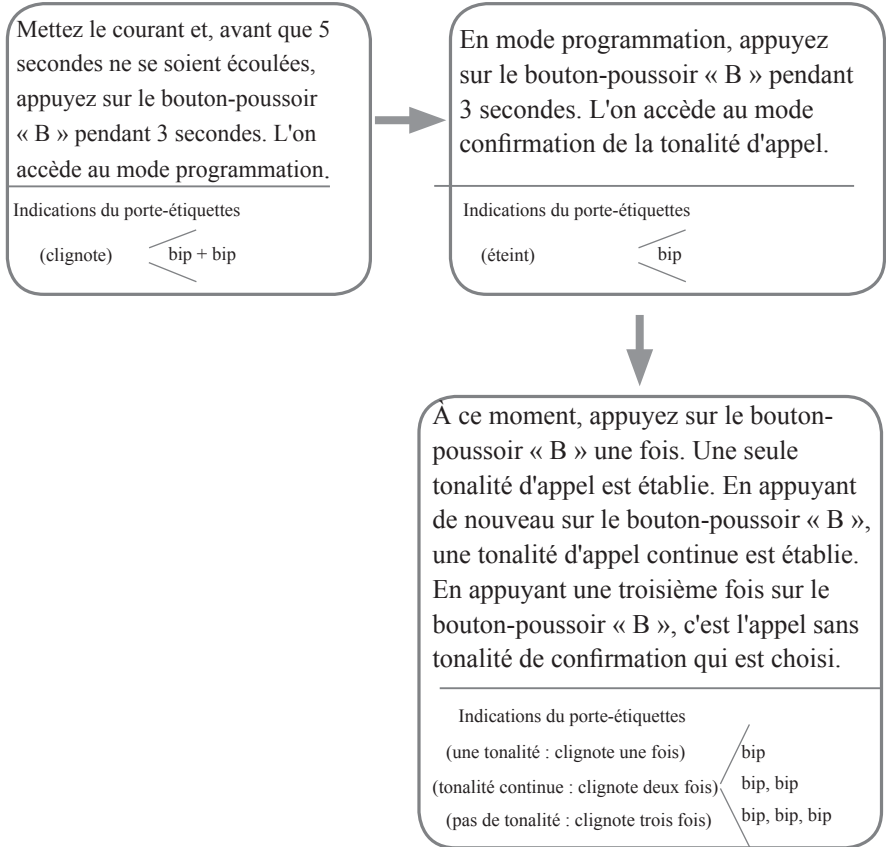 Mettez le courant et, avant que 5
secondes ne se soient écoulées,
appuyez sur le bouton-poussoir
« B » pendant 3 secondes. L'on
accède au mode programmation.
Indications du porte-étiquettes
(clignote) bip + bip
En mode programmation, appuyez
sur le bouton-poussoir « B » pendant
3 secondes. L'on accède au mode
confirmation de la tonalité d'appel.
Indications du porte-étiquettes
(éteint) bip
À ce moment, appuyez sur le bouton-
poussoir « B » une fois. Une seule
tonalité d'appel est établie. En appuyant
de nouveau sur le bouton-poussoir « B »,
une tonalité d'appel continue est établie.
En appuyant une troisième fois sur le
bouton-poussoir « B », c'est l'appel sans
tonalité de confirmation qui est choisi.
Indications du porte-étiquettes
(une tonalité : clignote une fois) bip
(tonalité continue : clignote deux fois) bip, bip
(pas de tonalité : clignote trois fois) bip, bip, bip